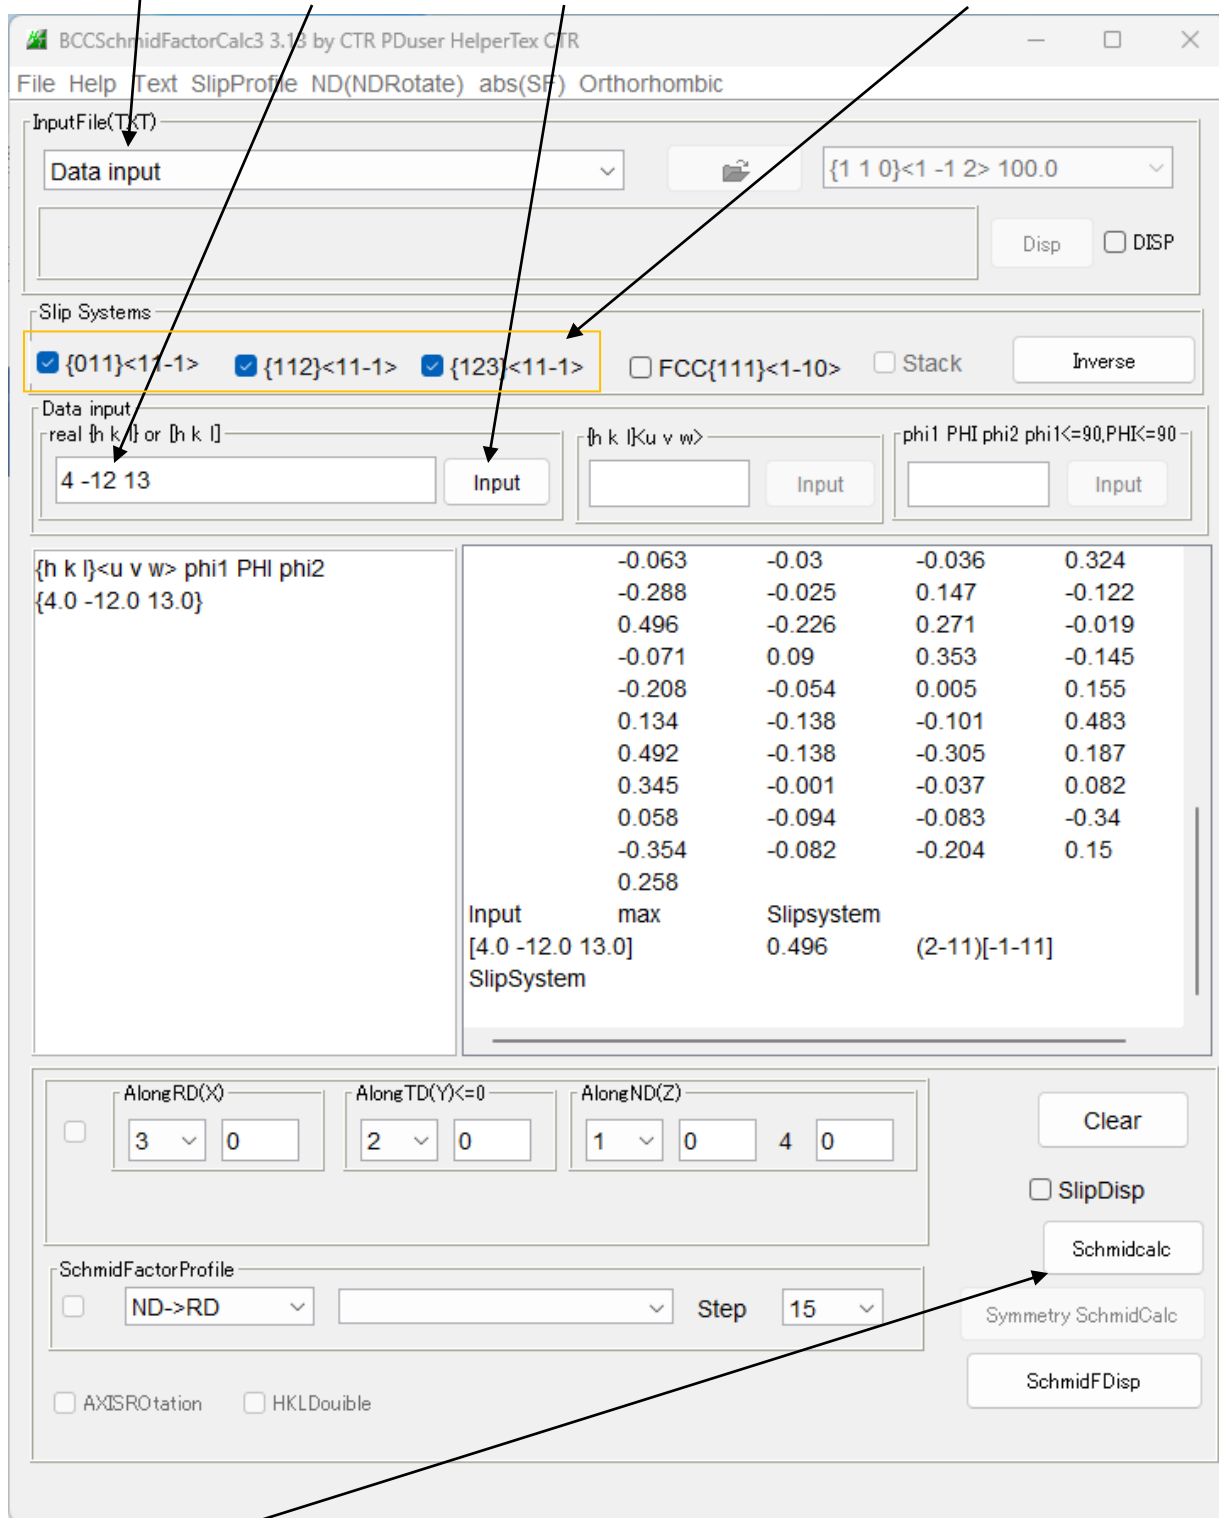 BCCSchmidFactorCalc3 3.13 by CTR PDuser HelperTex CTR
File Help Text SlipProfile ND(NDRotate) abs(SF) Orthorhombic
InputFile(TXT)
Data input
{1 1 0}<1 -1 2> 100.0
Disp DISP
Slip Systems
{011}<11-1> {112}<11-1> {123}<11-1> FCC{111}<1-10> Stack Inverse
Data input
real {h k l} or [h k l] {h k l}<u v w> phi1 PHI phi2 phi1<=90,PHI<=90
4 -12 13 Input Input Input
{h k l}<u v w> phi1 PHI phi2
{4.0 -12.0 13.0}
-0.063 -0.03 -0.036 0.324
-0.288 -0.025 0.147 -0.122
0.496 -0.226 0.271 -0.019
-0.071 0.09 0.353 -0.145
-0.208 -0.054 0.005 0.155
0.134 -0.138 -0.101 0.483
0.492 -0.138 -0.305 0.187
0.345 -0.001 -0.037 0.082
0.058 -0.094 -0.083 -0.34
-0.354 -0.082 -0.204 0.15
0.258
Input max Slipsystem
[4.0 -12.0 13.0] 0.496 (2-11)[-1-11]
SlipSystem
AlongRD(X) AlongTD(Y)<=0 AlongND(Z)
3 0 2 0 1 0 4 0
Clear
SlipDisp
Schmidcalc
SchmidFactorProfile
ND->RD Step 15
Symmetry SchmidCalc
SchmidFDisp
AXISROtation HKLDouible